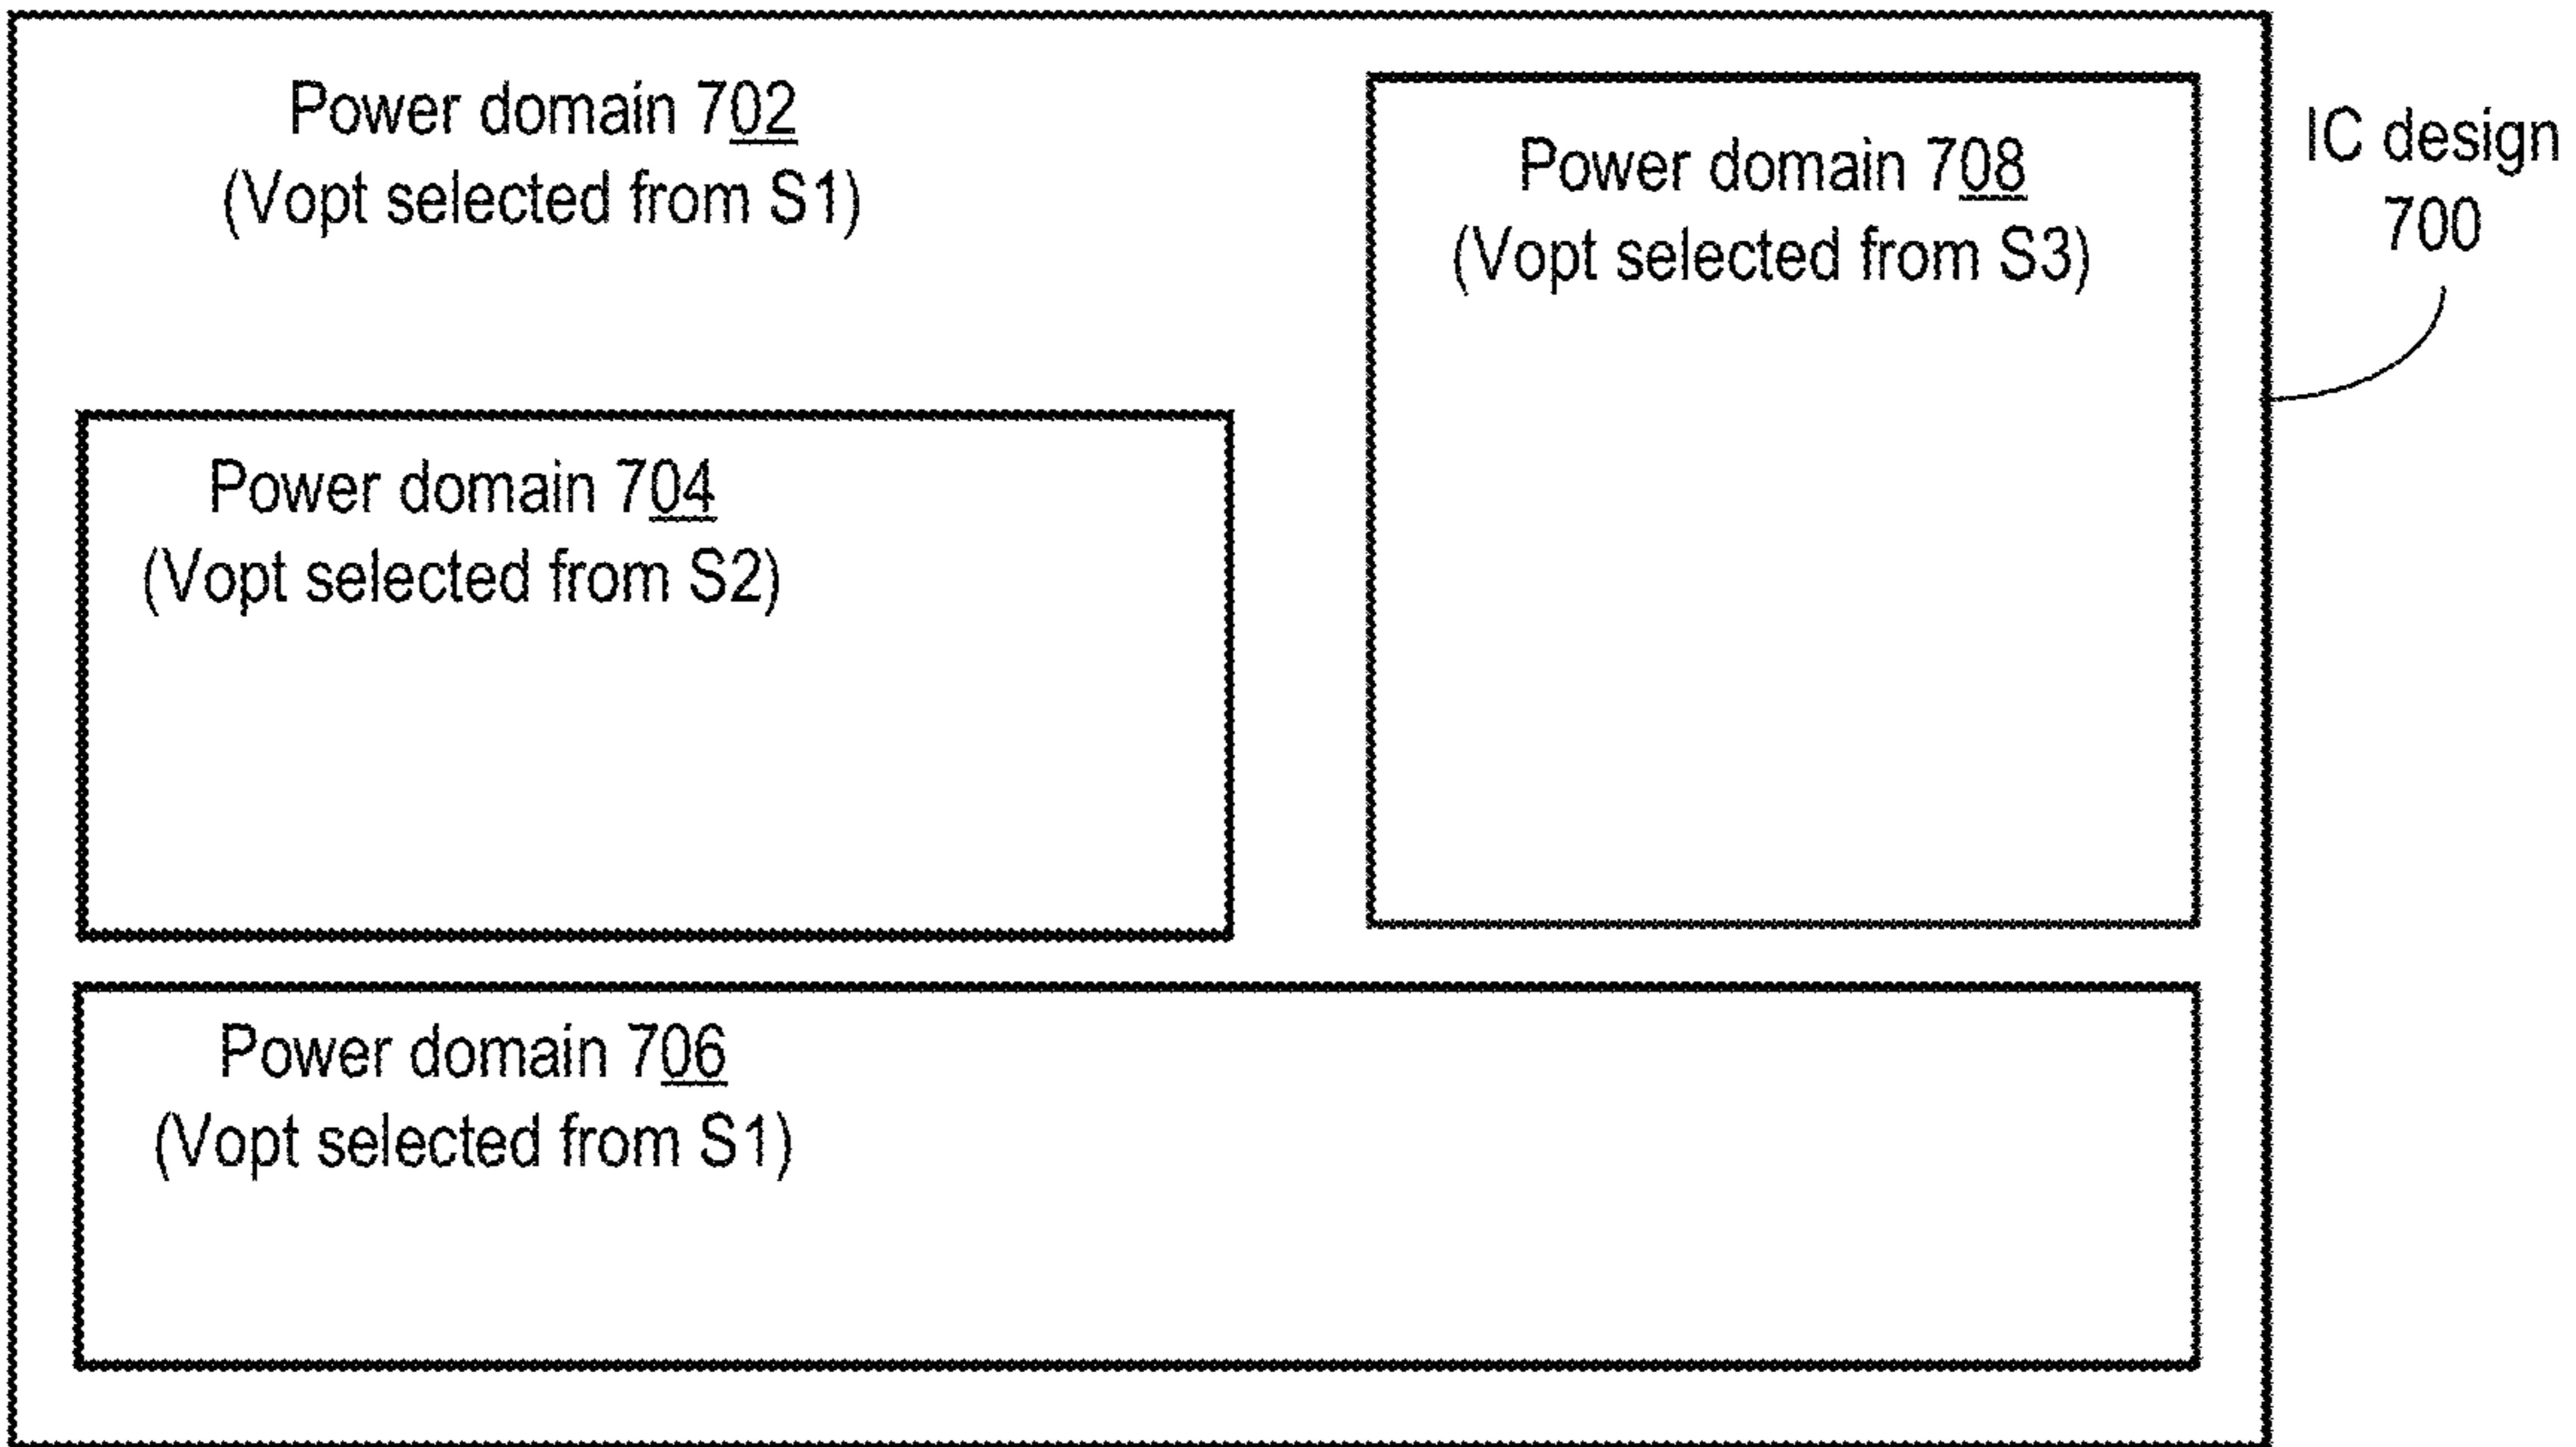 Power domain 702
(Vopt selected from S1)
Power domain 708
(Vopt selected from S3)
IC design
700
Power domain 704
(Vopt selected from S2)
Power domain 706
(Vopt selected from S1)